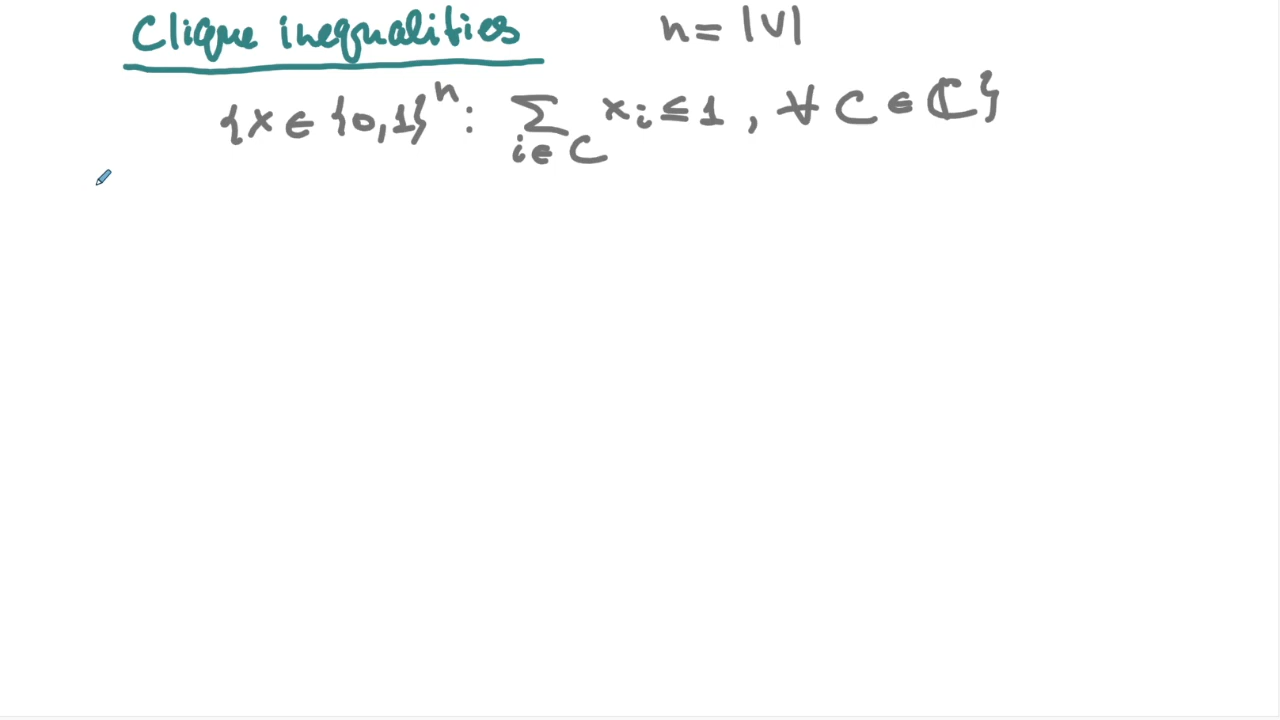 Clique inequalities n = |V|
{x ∈ {0,1}ⁿ: ∑_{i∈C} xᵢ ≤ 1, ∀ C ∈ ℂ}